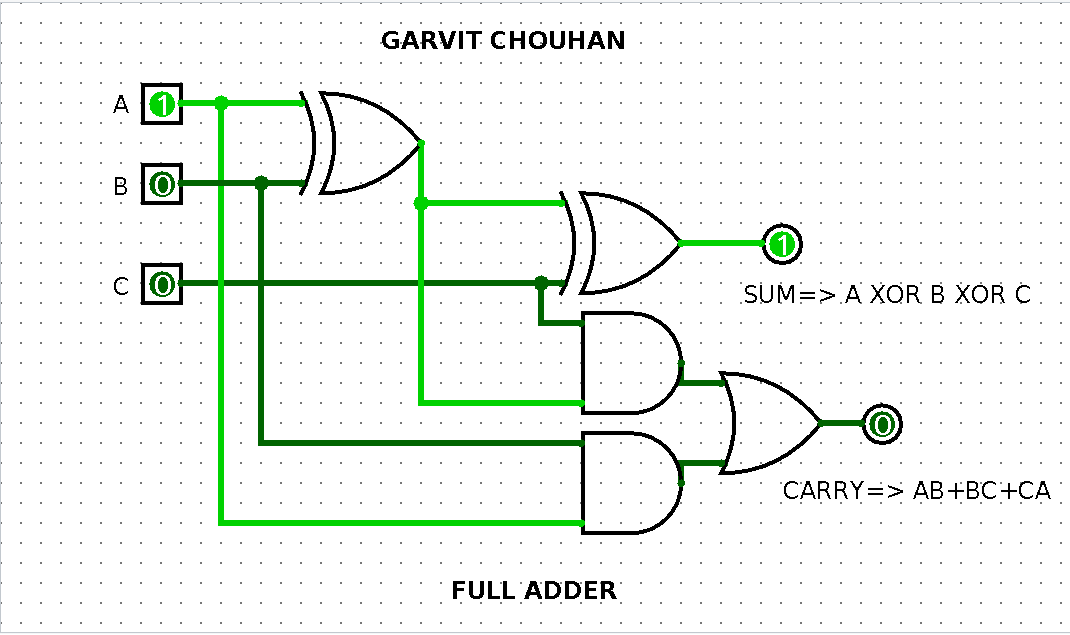 GARVIT CHOUHAN
A 1
B 0
C 0
1
SUM=> A XOR B XOR C
0
CARRY=> AB+BC+CA
FULL ADDER